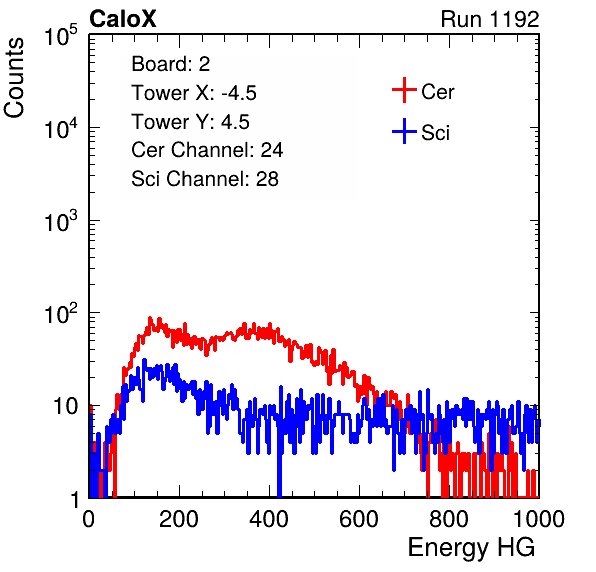 CaloX Run 1192
Counts
10^5
10^4
10^3
10^2
10
1
Board: 2
Tower X: -4.5
Tower Y: 4.5
Cer Channel: 24
Sci Channel: 28
Cer
Sci
0 200 400 600 800 1000
Energy HG